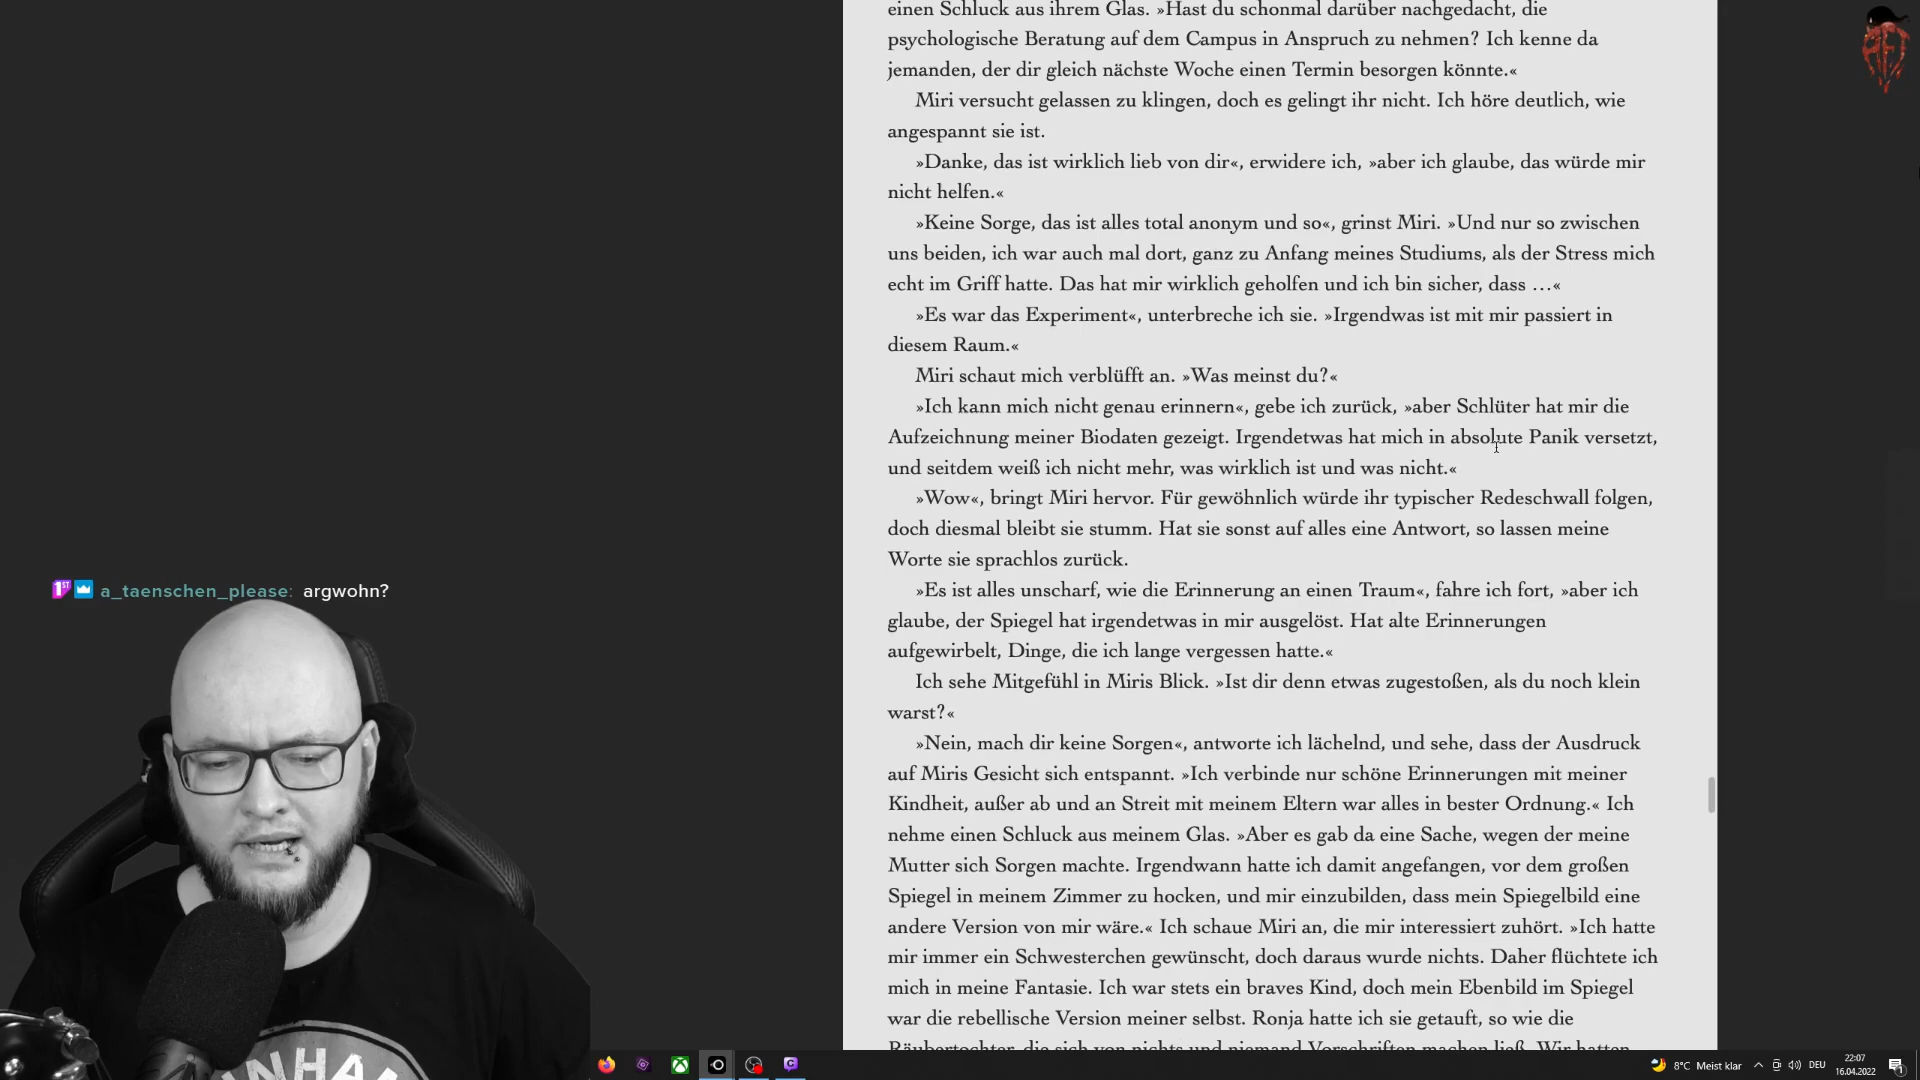 einen Schluck aus ihrem Glas. »Hast du schonmal darüber nachgedacht, die
psychologische Beratung auf dem Campus in Anspruch zu nehmen? Ich kenne da
jemanden, der dir gleich nächste Woche einen Termin besorgen könnte.«
Miri versucht gelassen zu klingen, doch es gelingt ihr nicht. Ich höre deutlich, wie
angespannt sie ist.
»Danke, das ist wirklich lieb von dir«, erwidere ich, »aber ich glaube, das würde mir
nicht helfen.«
»Keine Sorge, das ist alles total anonym und so«, grinst Miri. »Und nur so zwischen
uns beiden, ich war auch mal dort, ganz zu Anfang meines Studiums, als der Stress mich
echt im Griff hatte. Das hat mir wirklich geholfen und ich bin sicher, dass …«
»Es war das Experiment«, unterbreche ich sie. »Irgendwas ist mit mir passiert in
diesem Raum.«
Miri schaut mich verblüfft an. »Was meinst du?«
»Ich kann mich nicht genau erinnern«, gebe ich zurück, »aber Schlüter hat mir die
Aufzeichnung meiner Biodaten gezeigt. Irgendetwas hat mich in absolute Panik versetzt,
und seitdem weiß ich nicht mehr, was wirklich ist und was nicht.«
»Wow«, bringt Miri hervor. Für gewöhnlich würde ihr typischer Redeschwall folgen,
doch diesmal bleibt sie stumm. Hat sie sonst auf alles eine Antwort, so lassen meine
Worte sie sprachlos zurück.
»Es ist alles unscharf, wie die Erinnerung an einen Traum«, fahre ich fort, »aber ich
glaube, der Spiegel hat irgendetwas in mir ausgelöst. Hat alte Erinnerungen
aufgewirbelt, Dinge, die ich lange vergessen hatte.«
Ich sehe Mitgefühl in Miris Blick. »Ist dir denn etwas zugestoßen, als du noch klein
warst?«
»Nein, mach dir keine Sorgen«, antworte ich lächelnd, und sehe, dass der Ausdruck
auf Miris Gesicht sich entspannt. »Ich verbinde nur schöne Erinnerungen mit meiner
Kindheit, außer ab und an Streit mit meinem Eltern war alles in bester Ordnung.« Ich
nehme einen Schluck aus meinem Glas. »Aber es gab da eine Sache, wegen der meine
Mutter sich Sorgen machte. Irgendwann hatte ich damit angefangen, vor dem großen
Spiegel in meinem Zimmer zu hocken, und mir einzubilden, dass mein Spiegelbild eine
andere Version von mir wäre.« Ich schaue Miri an, die mir interessiert zuhört. »Ich hatte
mir immer ein Schwesterchen gewünscht, doch daraus wurde nichts. Daher flüchtete ich
mich in meine Fantasie. Ich war stets ein braves Kind, doch mein Ebenbild im Spiegel
war die rebellische Version meiner selbst. Ronja hatte ich sie getauft, so wie die
Räubertochter, die sich von nichts und niemand Vorschriften machen ließ. Wir hatten
1ST a_taenschen_please: argwohn?
8°C Meist klar
DEU
22:07
16.04.2022